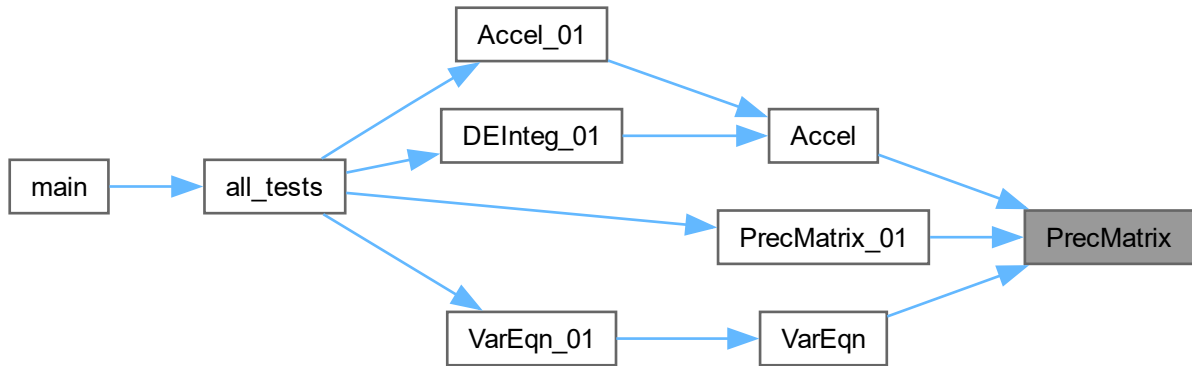 Accel_01
DEInteg_01
Accel
main
all_tests
PrecMatrix_01
PrecMatrix
VarEqn_01
VarEqn